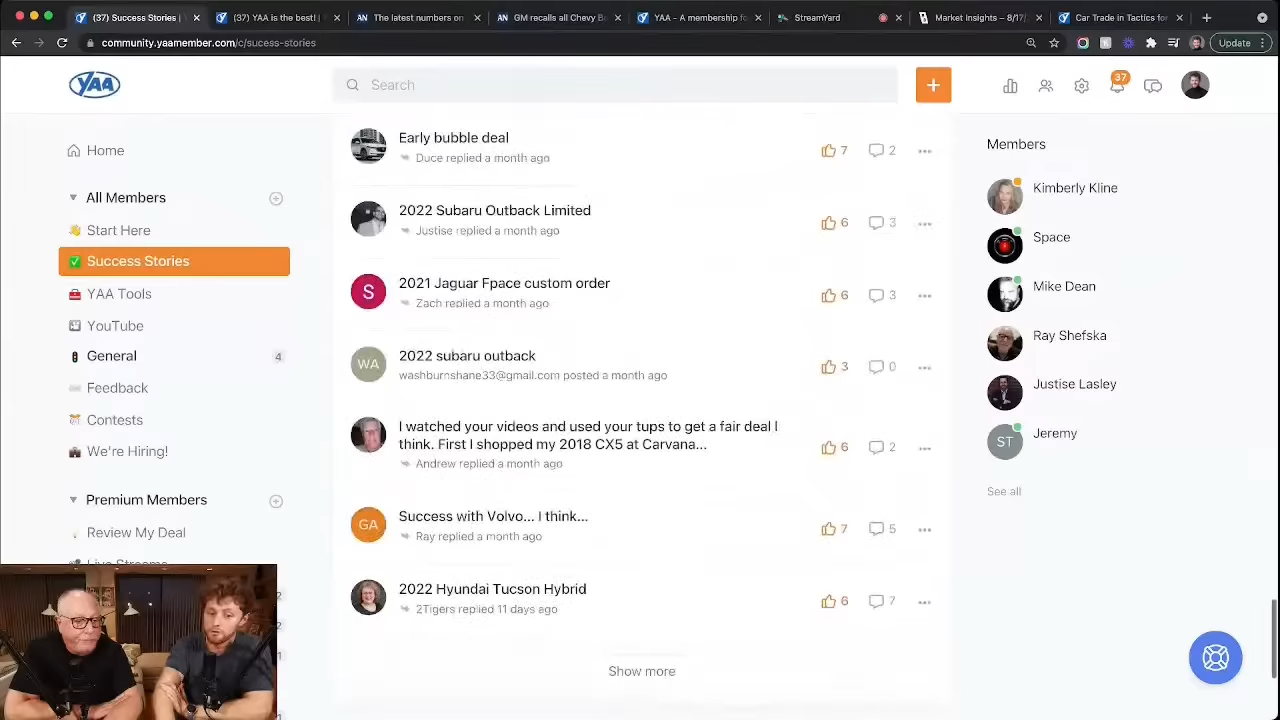 (37) Success Stories |
(37) YAA is the best! |
AN The latest numbers on
AN GM recalls all Chevy Bo
YAA - A membership fo
StreamYard
Market Insights – 8/17/
Car Trade in Tactics for
community.yaamember.com/c/sucess-stories
Update
YAA
Search
37
Home
All Members
Start Here
Success Stories
YAA Tools
YouTube
General 4
Feedback
Contests
We're Hiring!
Premium Members
Review My Deal
Live Streams
Early bubble deal
Duce replied a month ago
7 2
2022 Subaru Outback Limited
Justise replied a month ago
6 3
S
2021 Jaguar Fpace custom order
Zach replied a month ago
6 3
WA
2022 subaru outback
washburnshane33@gmail.com posted a month ago
3 0
I watched your videos and used your tups to get a fair deal I
think. First I shopped my 2018 CX5 at Carvana...
Andrew replied a month ago
6 2
GA
Success with Volvo... I think...
Ray replied a month ago
7 5
2022 Hyundai Tucson Hybrid
2Tigers replied 11 days ago
6 7
Show more
Members
Kimberly Kline
Space
Mike Dean
Ray Shefska
Justise Lasley
ST
Jeremy
See all